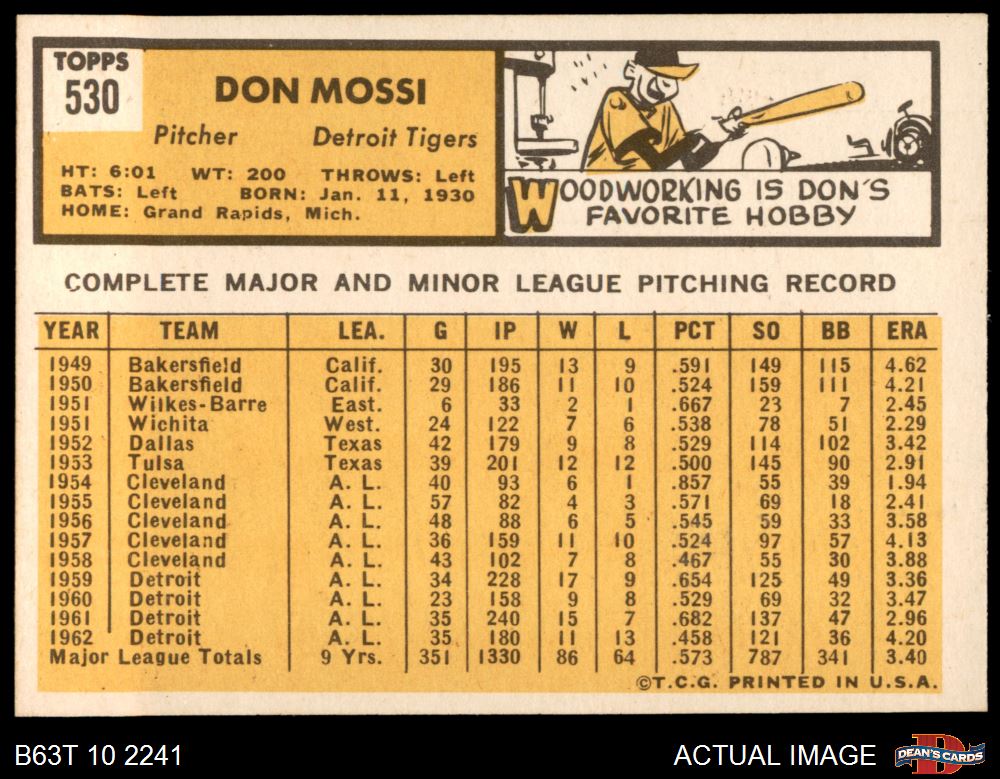 TOPPS
530
DON MOSSI
Pitcher Detroit Tigers
HT: 6:01 WT: 200 THROWS: Left
BATS: Left BORN: Jan. 11, 1930
HOME: Grand Rapids, Mich.
WOODWORKING IS DON'S
FAVORITE HOBBY
COMPLETE MAJOR AND MINOR LEAGUE PITCHING RECORD
YEAR TEAM LEA. G IP W L PCT SO BB ERA
1949 Bakersfield Calif. 30 195 13 9 .591 149 115 4.62
1950 Bakersfield Calif. 29 186 11 10 .524 159 111 4.21
1951 Wilkes-Barre East. 6 33 2 1 .667 23 7 2.45
1951 Wichita West. 24 122 7 6 .538 78 51 2.29
1952 Dallas Texas 42 179 9 8 .529 114 102 3.42
1953 Tulsa Texas 39 201 12 12 .500 145 90 2.91
1954 Cleveland A. L. 40 93 6 1 .857 55 39 1.94
1955 Cleveland A. L. 57 82 4 3 .571 69 18 2.41
1956 Cleveland A. L. 48 88 6 5 .545 59 33 3.58
1957 Cleveland A. L. 36 159 11 10 .524 97 57 4.13
1958 Cleveland A. L. 43 102 7 8 .467 55 30 3.88
1959 Detroit A. L. 34 228 17 9 .654 125 49 3.36
1960 Detroit A. L. 23 158 9 8 .529 69 32 3.47
1961 Detroit A. L. 35 240 15 7 .682 137 47 2.96
1962 Detroit A. L. 35 180 11 13 .458 121 36 4.20
Major League Totals 9 Yrs. 351 1330 86 64 .573 787 341 3.40
©T.C.G. PRINTED IN U.S.A.
B63T 10 2241 ACTUAL IMAGE DEAN'S CARDS